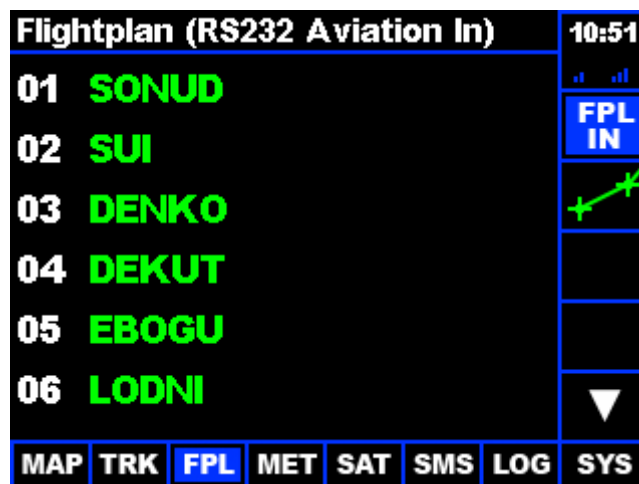 Flightplan (RS232 Aviation In) 10:51
01 SONUD
FPL
IN
02 SUI
03 DENKO
04 DEKUT
05 EBOGU
06 LODNI
MAP TRK FPL MET SAT SMS LOG SYS